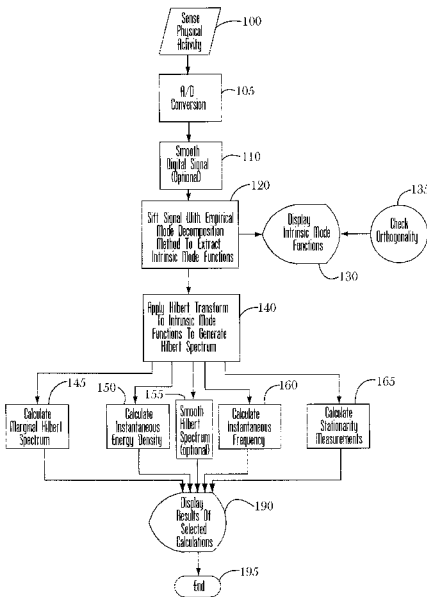 Sense
Physical
Activity
100
A/D
Conversion
105
Smooth
Digital Signal
(Optional)
110
120
Sift Signal With Empirical
Mode Decomposition
Method To Extract
Intrinsic Mode Functions
Display
Intrinsic Mode
Functions
130
135
Check
Orthogonality
140
Apply Hilbert Transform
To Intrinsic Mode
Functions To Generate
Hilbert Spectrum
145
Calculate
Marginal Hilbert
Spectrum
150
Calculate
Instantaneous
Energy Density
155
Smooth
Hilbert
Spectrum
(optional)
160
Calculate
Instantaneous
Frequency
165
Calculate
Stationarity
Measurements
Display
Results Of
Selected
Calculations
190
End
195